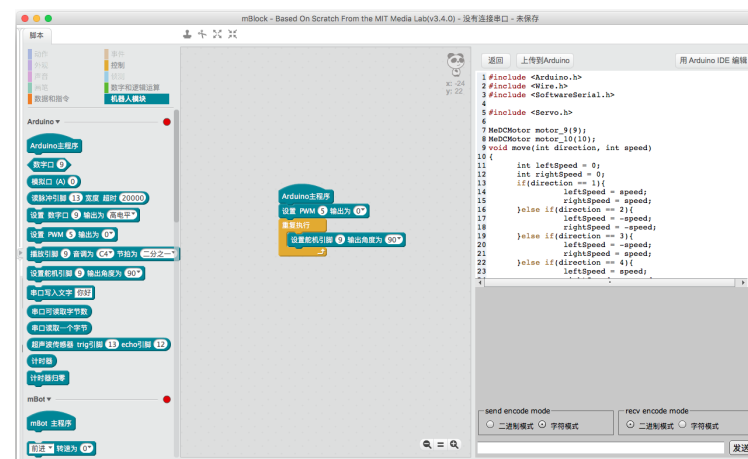 mBlock - Based On Scratch From the MIT Media Lab(v3.4.0) - 没有连接串口 - 未保存
脚本
动作
事件
外观
控制
声音
侦测
画笔
数字和逻辑运算
数据和指令
机器人模块
Arduino
Arduino主程序
数字口 9
模拟口 (A) 0
读脉冲引脚 13 宽度 超时 20000
设置 数字口 9 输出为 高电平
设置 PWM 5 输出为 0
播放引脚 9 音调为 C4 节拍为 二分之一
设置舵机引脚 9 输出角度为 90
串口写入文字 你好
串口可读取字节数
串口读取一个字节
超声波传感器 trig引脚 13 echo引脚 12
计时器
计时器归零
mBot
mBot 主程序
前进 转速为 0
x: -24
y: 22
Arduino主程序
设置 PWM 5 输出为 0
重复执行
设置舵机引脚 9 输出角度为 90
返回
上传到Arduino
用 Arduino IDE 编辑
1 #include <Arduino.h>
2 #include <Wire.h>
3 #include <SoftwareSerial.h>
4
5 #include <Servo.h>
6
7 MeDCMotor motor_9(9);
8 MeDCMotor motor_10(10);
9 void move(int direction, int speed)
10 {
11 int leftSpeed = 0;
12 int rightSpeed = 0;
13 if(direction == 1){
14 leftSpeed = speed;
15 rightSpeed = speed;
16 }else if(direction == 2){
17 leftSpeed = -speed;
18 rightSpeed = -speed;
19 }else if(direction == 3){
20 leftSpeed = -speed;
21 rightSpeed = speed;
22 }else if(direction == 4){
23 leftSpeed = speed;
send encode mode
二进制模式 字符模式
recv encode mode
二进制模式 字符模式
发送